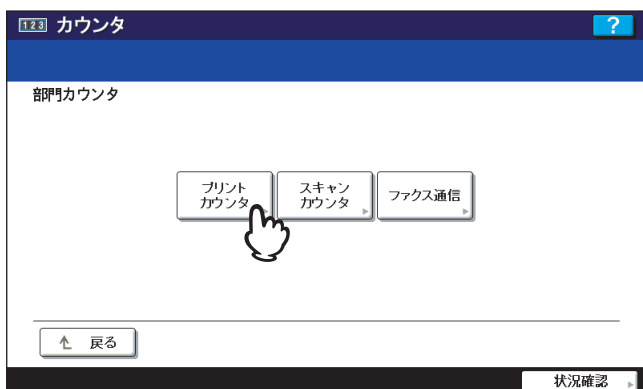 123 カウンタ
?
部門カウンタ
プリント
カウンタ
スキャン
カウンタ
ファクス通信
戻る
状況確認